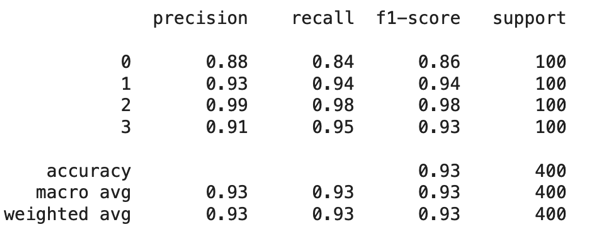 precision recall f1-score support
0 0.88 0.84 0.86 100
1 0.93 0.94 0.94 100
2 0.99 0.98 0.98 100
3 0.91 0.95 0.93 100
accuracy 0.93 400
macro avg 0.93 0.93 0.93 400
weighted avg 0.93 0.93 0.93 400